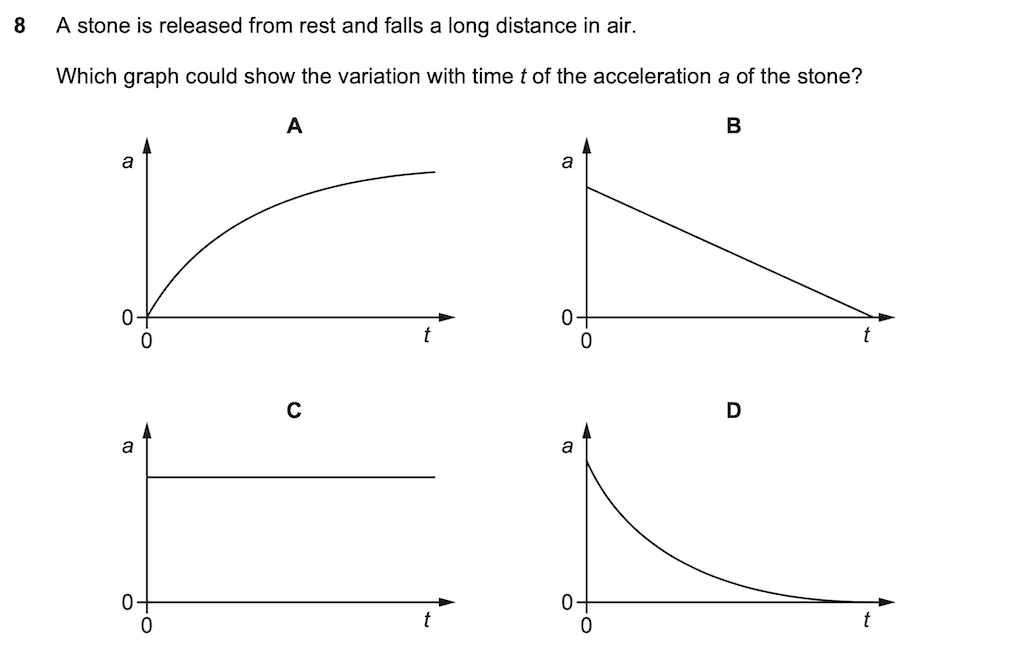 8 A stone is released from rest and falls a long distance in air.
Which graph could show the variation with time t of the acceleration a of the stone?
A
a
0
0
t
B
a
0
0
t
C
a
0
0
t
D
a
0
0
t